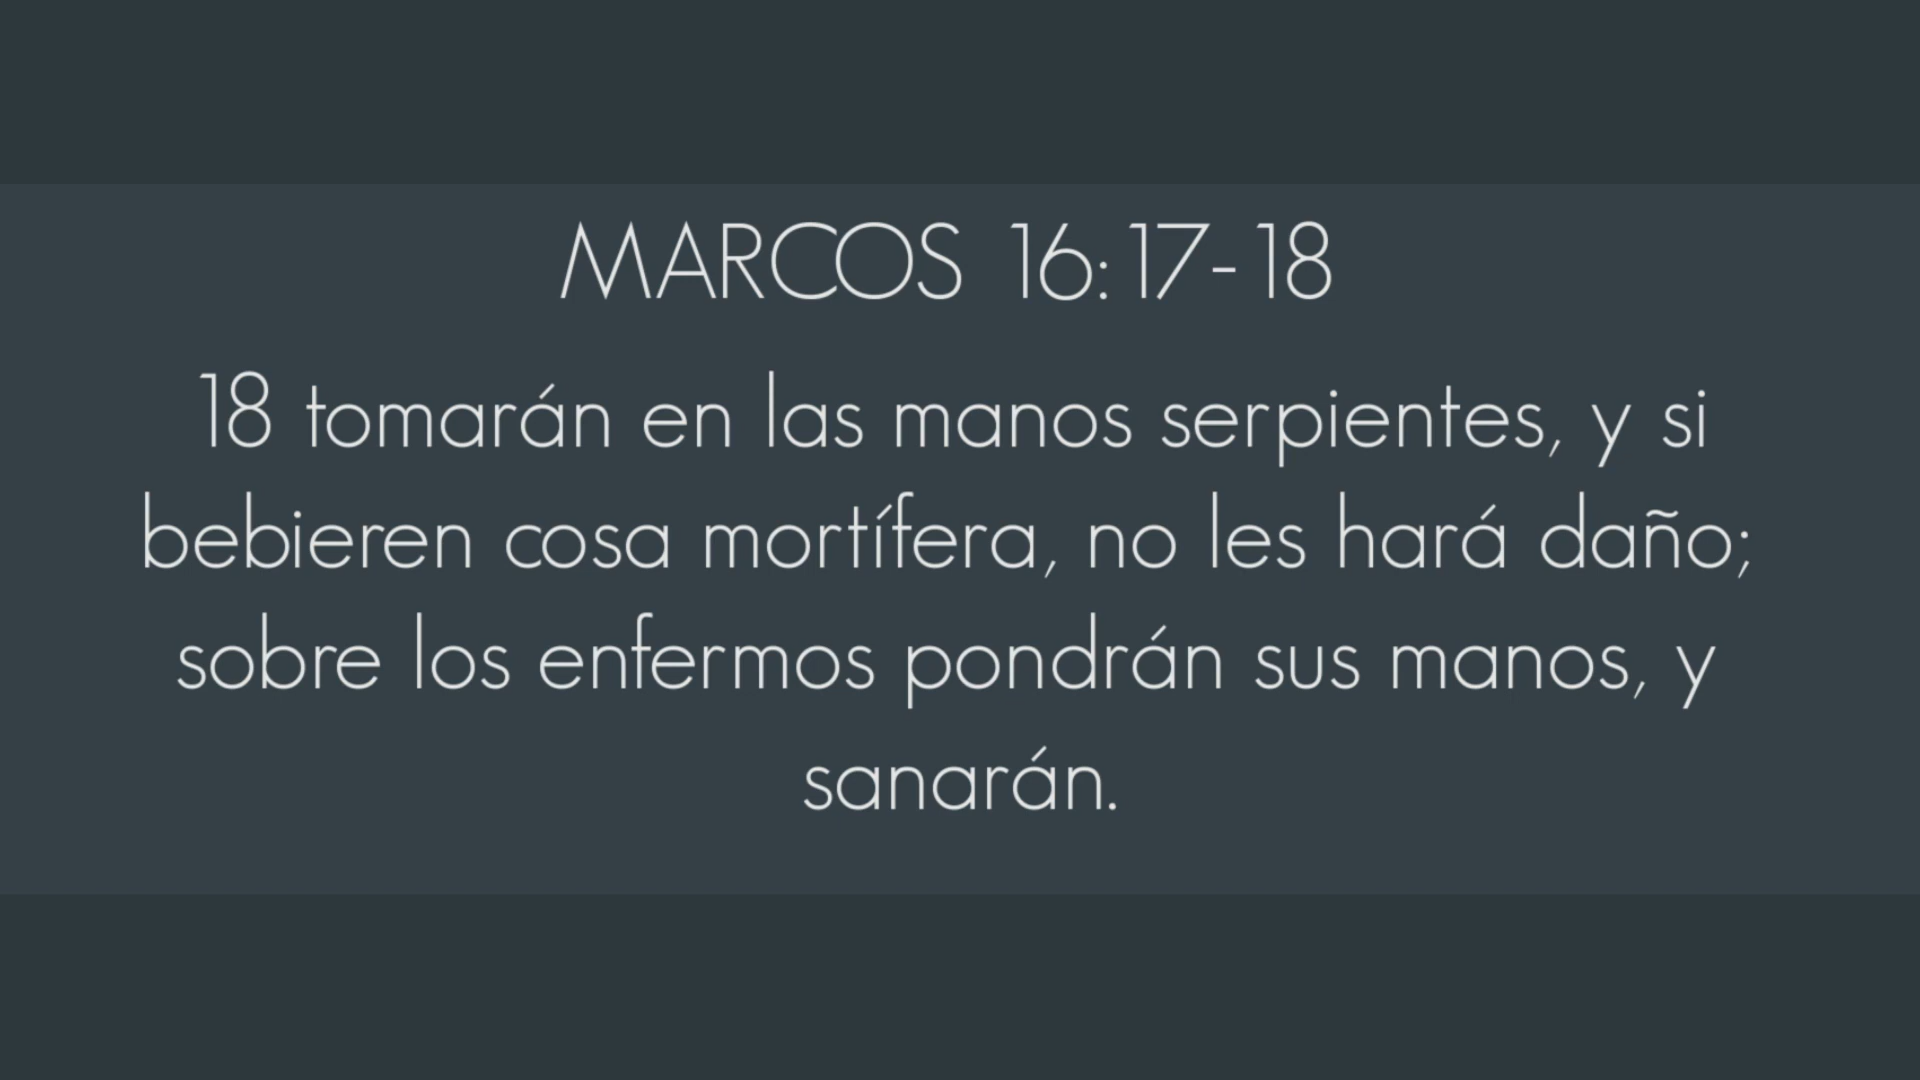 MARCOS 16:17-18
18 tomarán en las manos serpientes, y si
bebieren cosa mortífera, no les hará daño;
sobre los enfermos pondrán sus manos, y
sanarán.